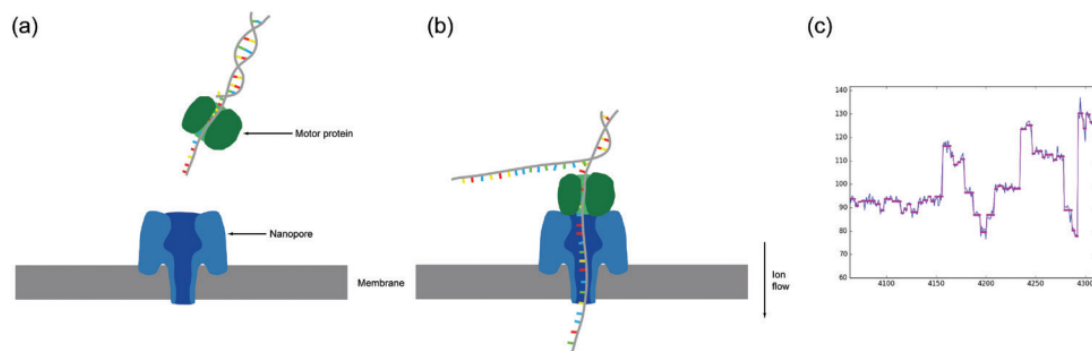 (a)
Motor protein
Nanopore
Membrane
(b)
Ion
flow
(c)
140
130
120
110
100
90
80
70
60
4100
4150
4200
4250
4300